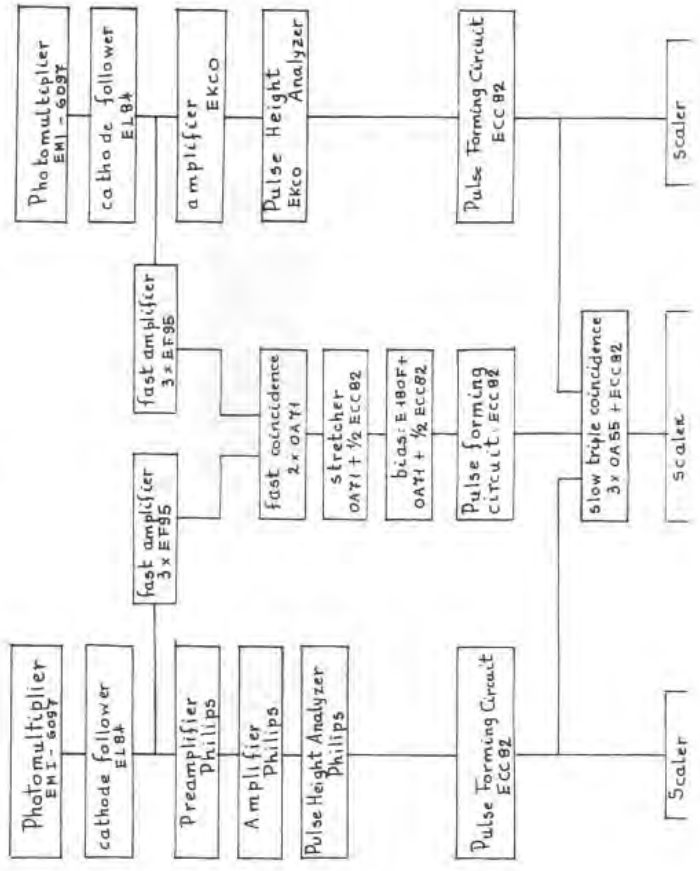 Photomultiplier
EMI - 6097
cathode follower
EL84
Preamplifier
Philips
Amplifier
Philips
Pulse Height Analyzer
Philips
Pulse Forming Circuit
ECC82
Scaler
fast amplifier
3 x EF95
fast amplifier
3 x EF95
fast coincidence
2 x OA71
stretcher
OA71 + 1/2 ECC82
bias: E180F+
OA71 + 1/2 ECC82
Pulse forming
circuit: ECC82
slow triple coincidence
3 x OA55 + ECC82
scaler
Photomultiplier
EMI - 6097
cathode follower
EL84
amplifier
EKCO
Pulse Height
Ekco Analyzer
Pulse Forming Circuit
ECC82
scaler